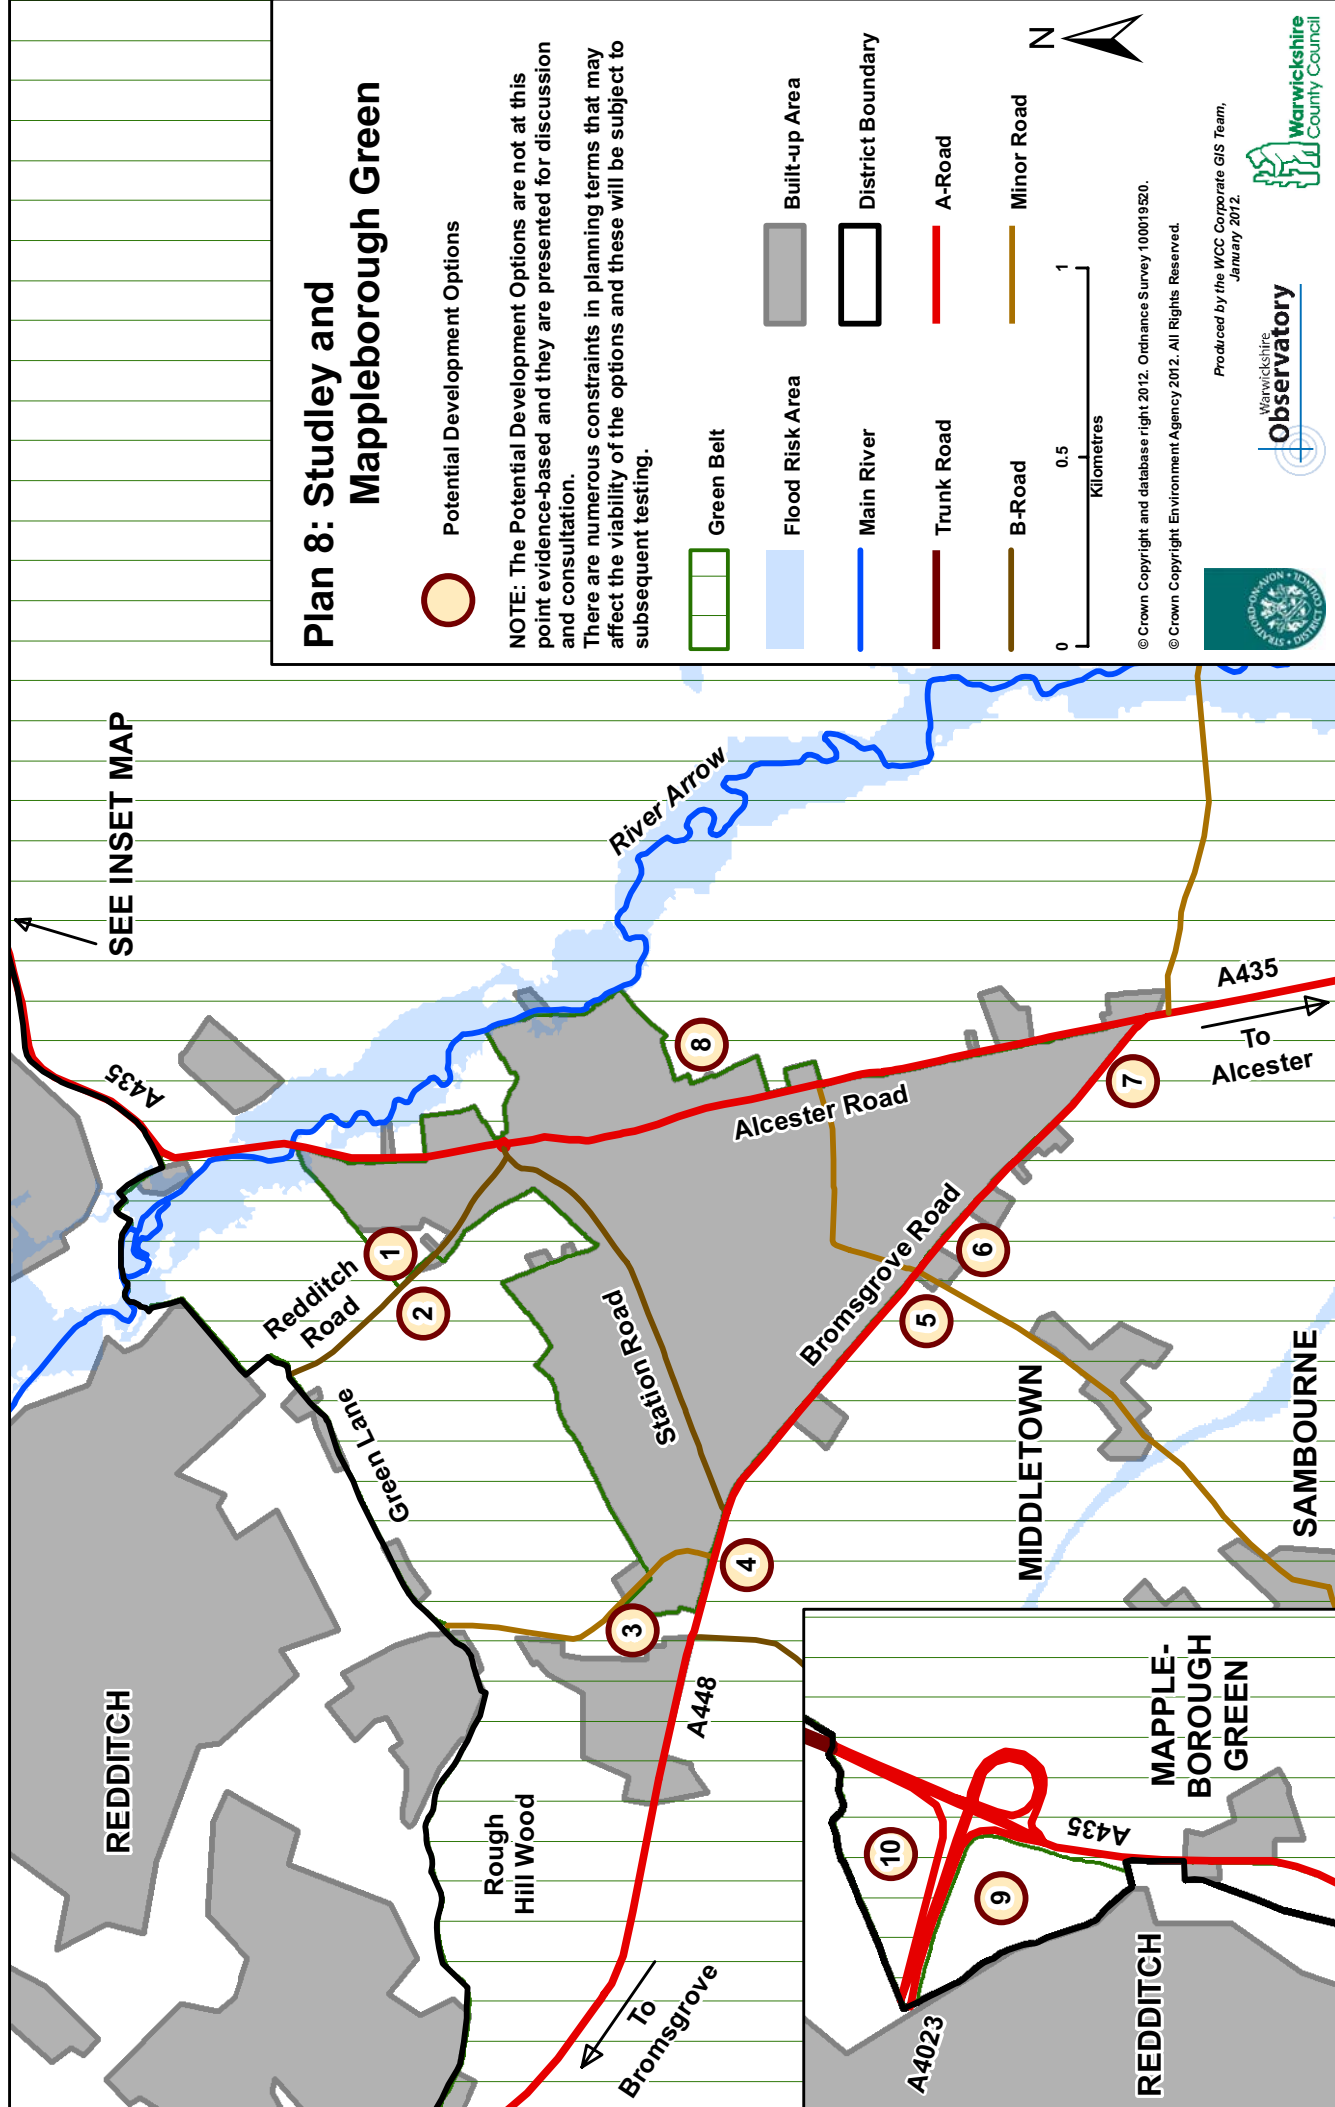 Plan 8: Studley and
Mappleborough Green
Potential Development Options
NOTE: The Potential Development Options are not at this
point evidence-based and they are presented for discussion
and consultation.
There are numerous constraints in planning terms that may
affect the viability of the options and these will be subject to
subsequent testing.
Green Belt
Flood Risk Area
Built-up Area
Main River
District Boundary
Trunk Road
A-Road
B-Road
Minor Road
0
0.5
1
Kilometres
N
© Crown Copyright and database right 2012. Ordnance Survey 100019520.
© Crown Copyright Environment Agency 2012. All Rights Reserved.
Produced by the WCC Corporate GIS Team,
January 2012.
STRATFORD-ON-AVON • DISTRICT COUNCIL •
Warwickshire
Observatory
Warwickshire
County Council
SEE INSET MAP
REDDITCH
A435
River Arrow
Redditch
Road
Green Lane
Station Road
Alcester Road
Bromsgrove Road
Rough
Hill Wood
A448
To
Bromsgrove
A435
To
Alcester
MIDDLETOWN
SAMBOURNE
1
2
3
4
5
6
7
8
MAPPLE-
BOROUGH
GREEN
A435
10
9
A4023
REDDITCH